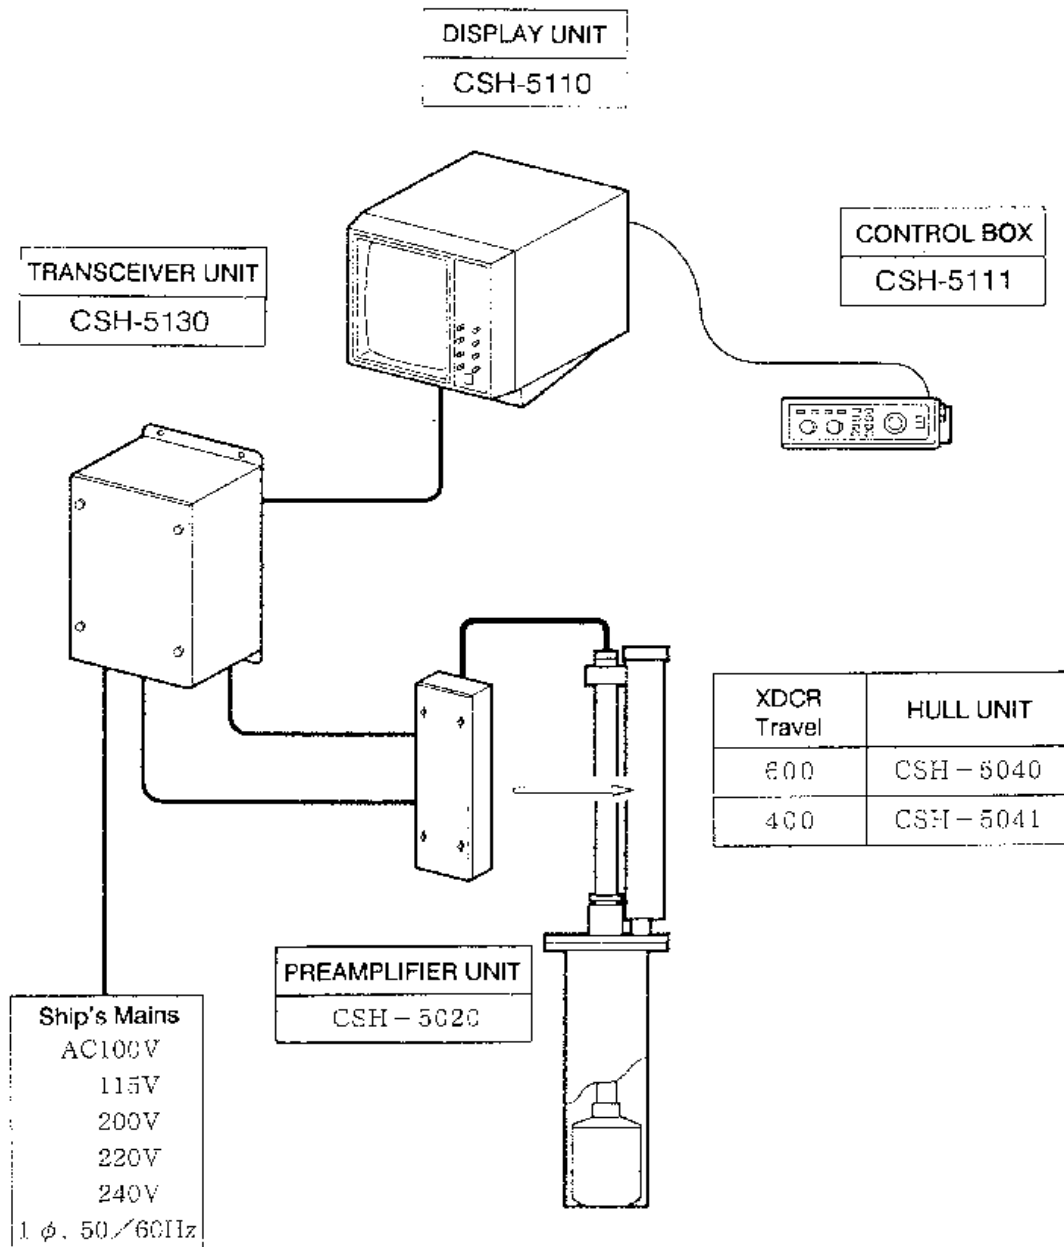 DISPLAY UNIT
CSH-5110
CONTROL BOX
CSH-5111
TRANSCEIVER UNIT
CSH-5130
XDCR Travel
HULL UNIT
600
CSH-5040
400
CSH-5041
PREAMPLIFIER UNIT
CSH-5020
Ship's Mains
AC100V
115V
200V
220V
240V
1 φ, 50/60Hz